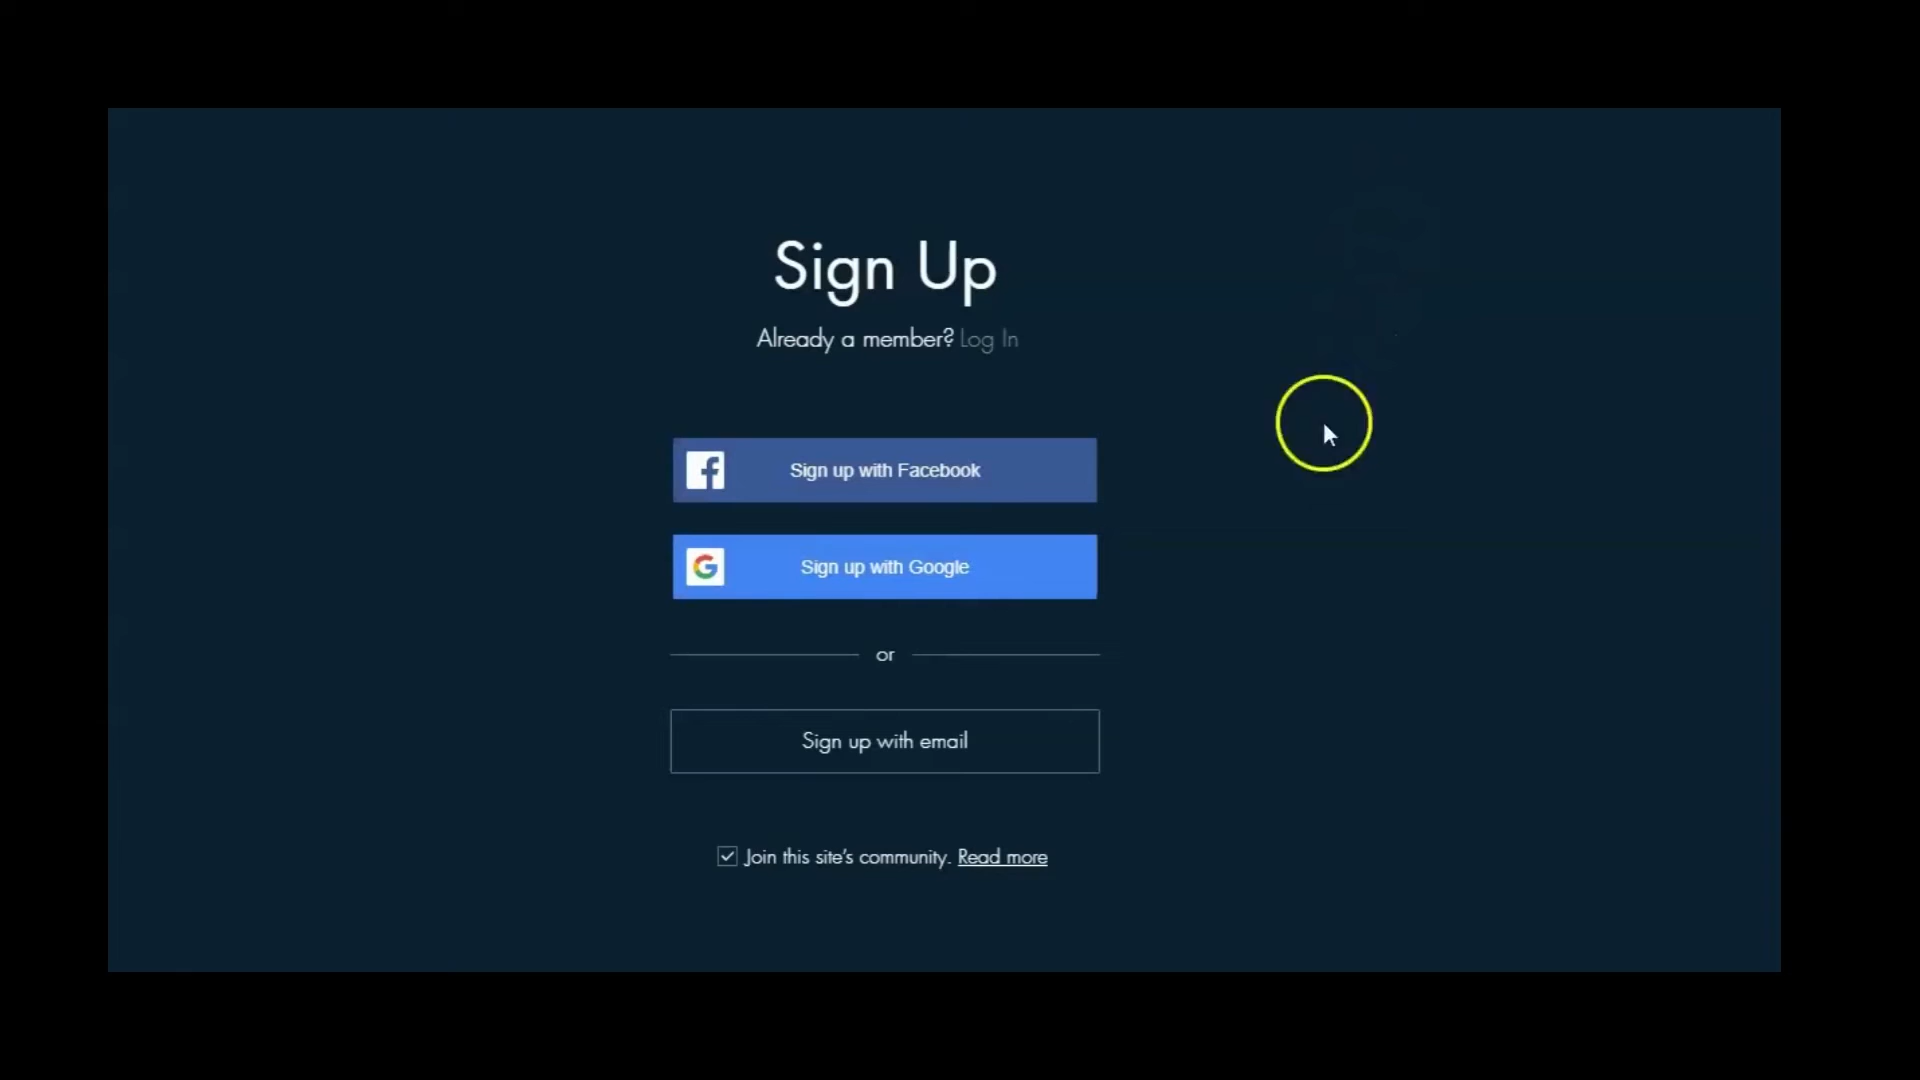 Sign Up
Already a member? Log In
Sign up with Facebook
Sign up with Google
or
Sign up with email
Join this site's community. Read more